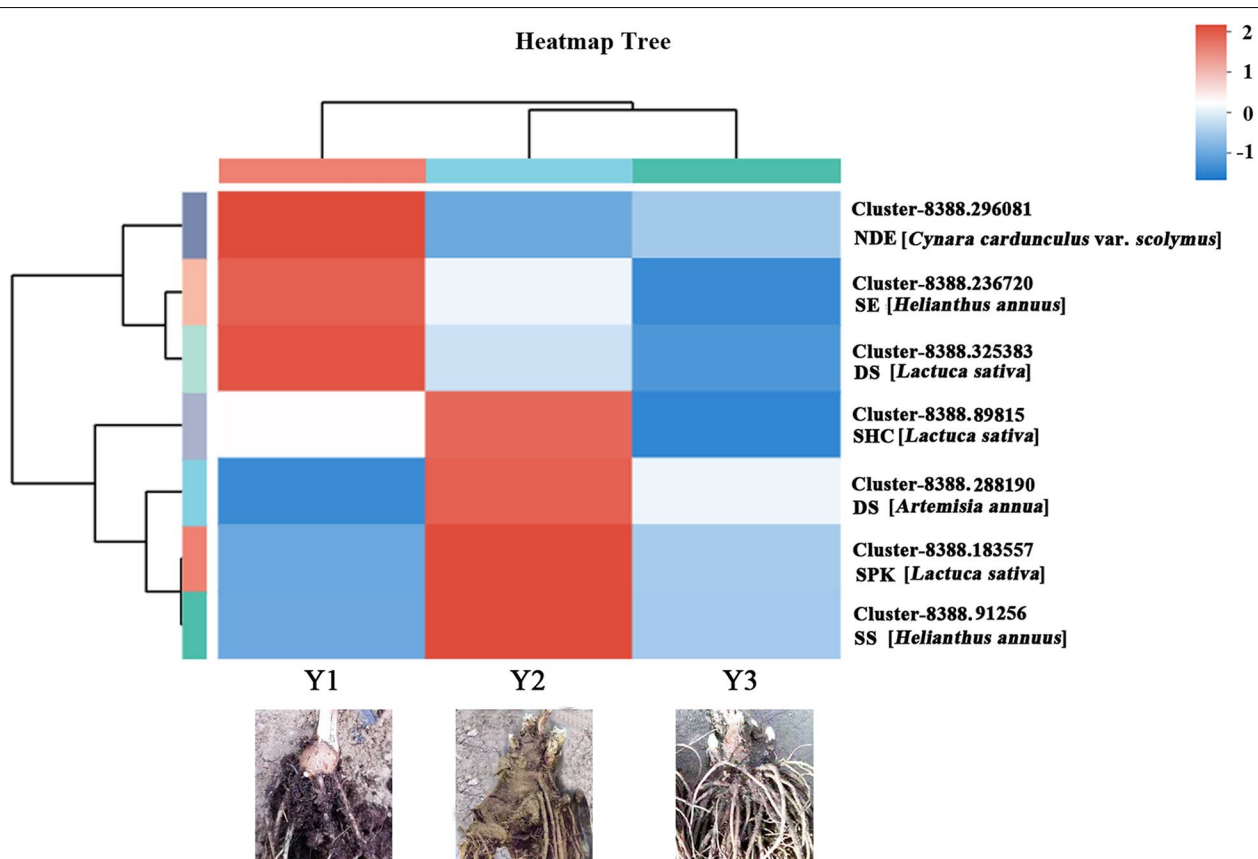 Heatmap Tree
2
1
0
-1
Cluster-8388.296081
NDE [Cynara cardunculus var. scolymus]
Cluster-8388.236720
SE [Helianthus annuus]
Cluster-8388.325383
DS [Lactuca sativa]
Cluster-8388.89815
SHC [Lactuca sativa]
Cluster-8388.288190
DS [Artemisia annua]
Cluster-8388.183557
SPK [Lactuca sativa]
Cluster-8388.91256
SS [Helianthus annuus]
Y1 Y2 Y3